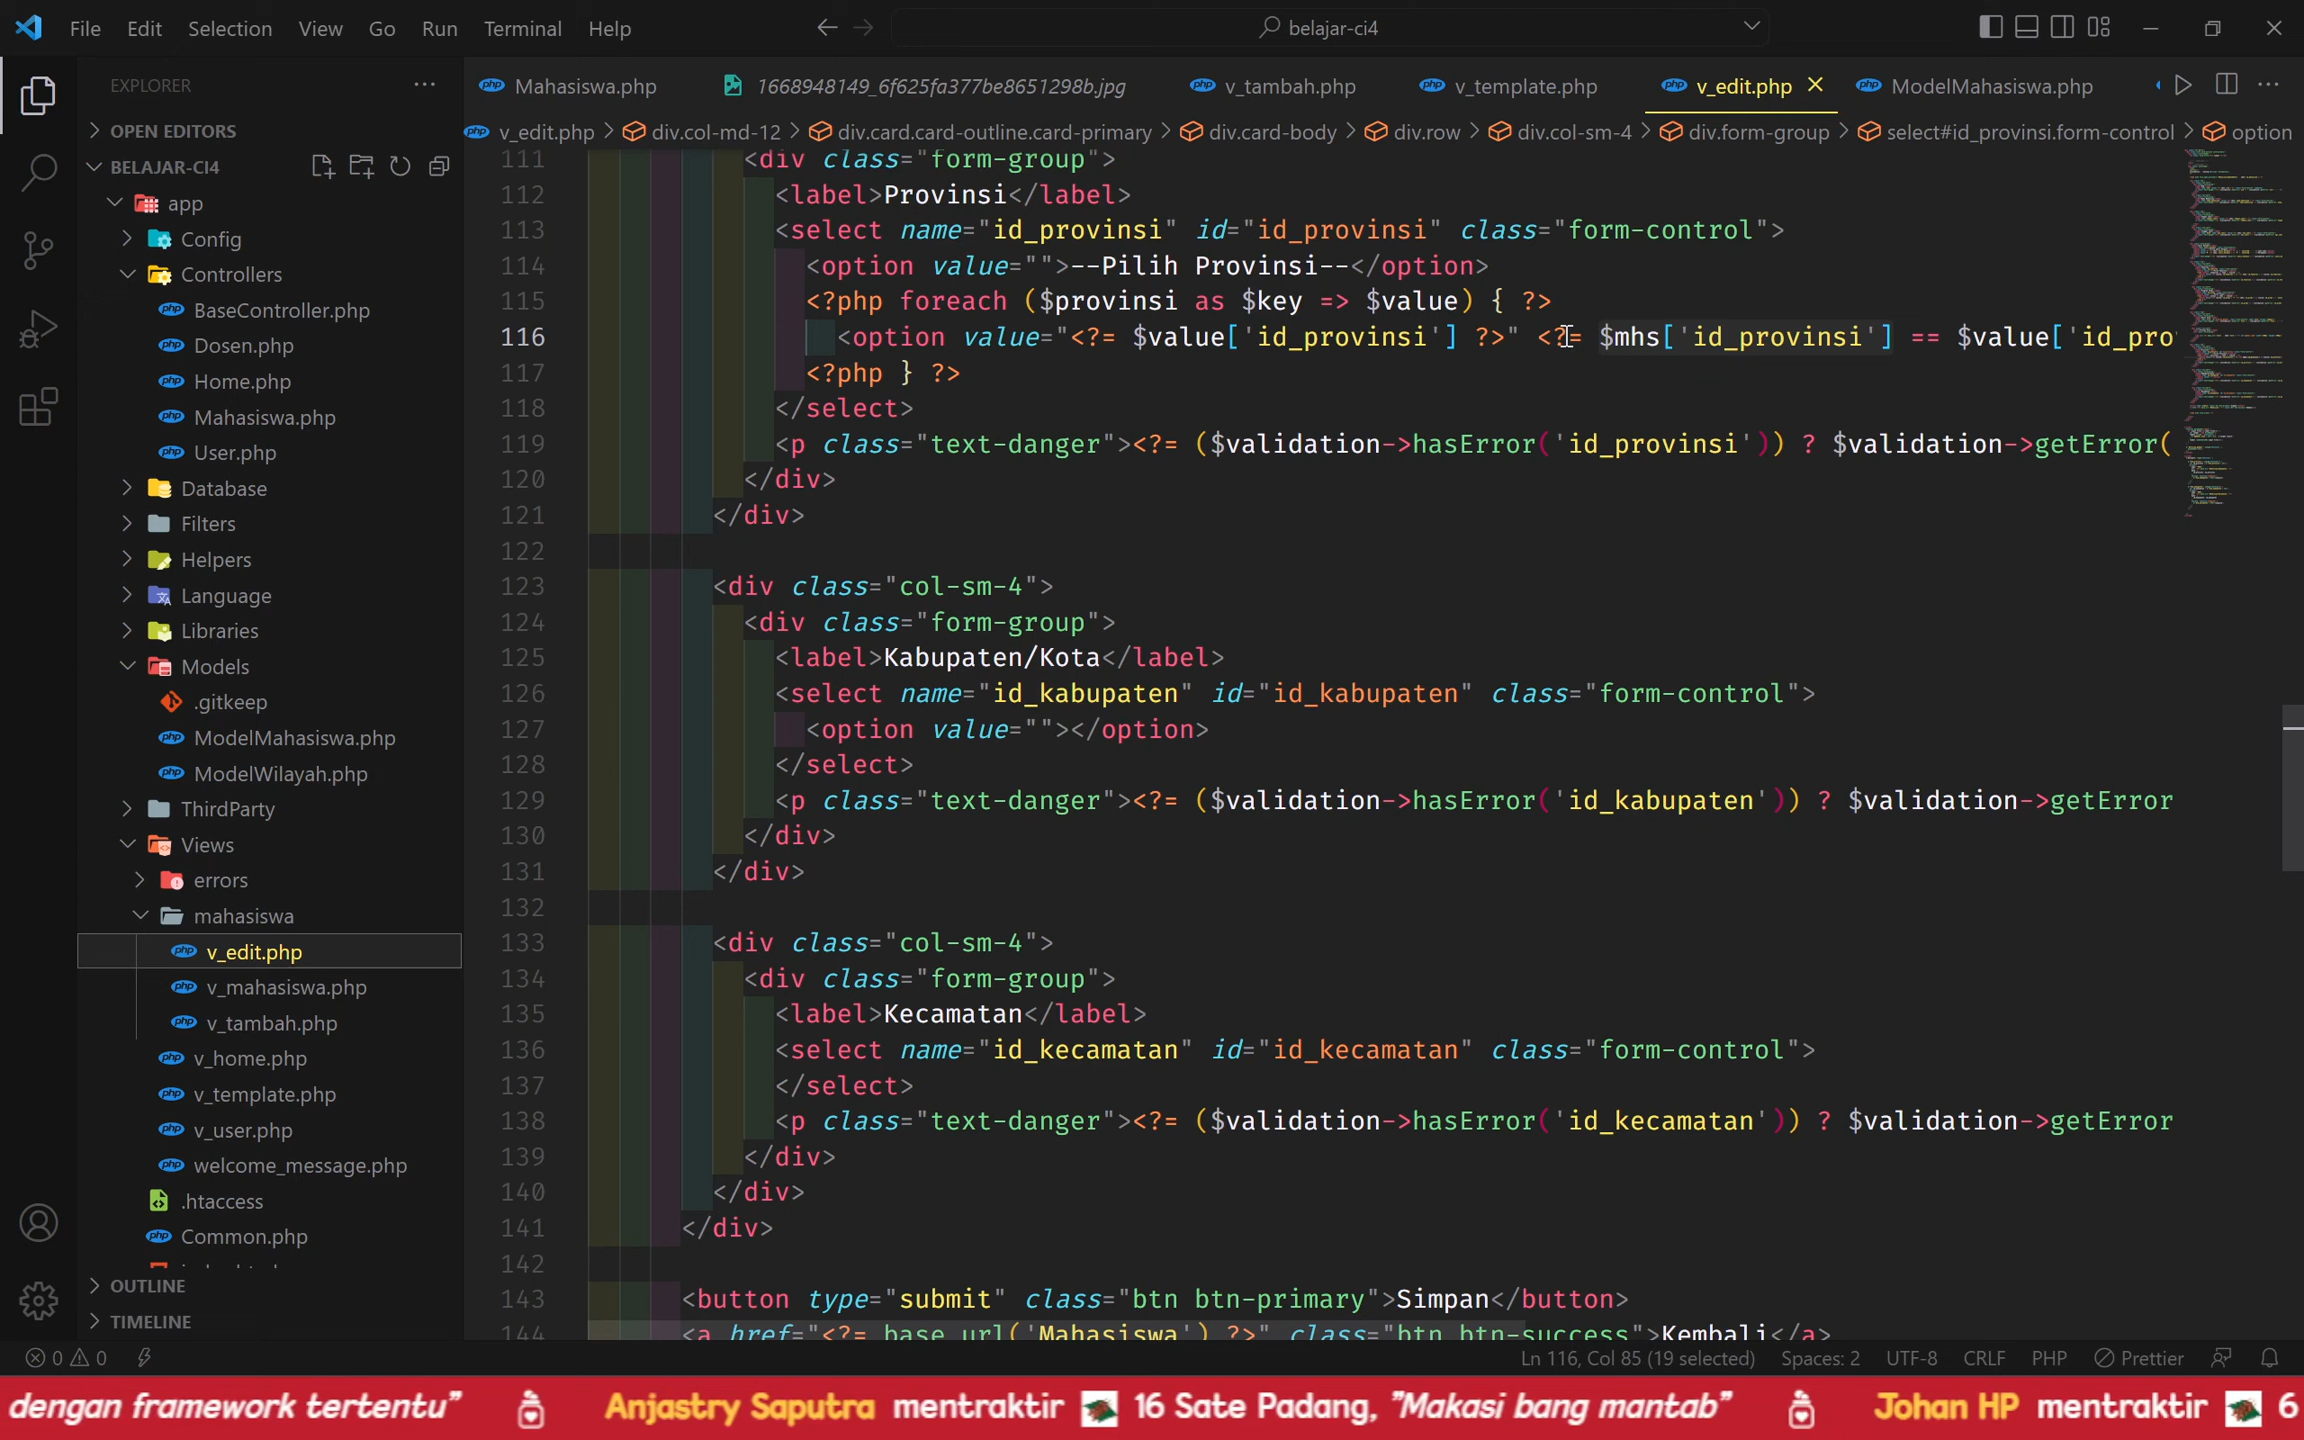 File Edit Selection View Go Run Terminal Help belajar-ci4
EXPLORER
Mahasiswa.php 1668948149_6f625fa377be8651298b.jpg v_tambah.php v_template.php v_edit.php ModelMahasiswa.php
v_edit.php > div.col-md-12 > div.card.card-outline.card-primary > div.card-body > div.row > div.col-sm-4 > div.form-group > select#id_provinsi.form-control > option
OPEN EDITORS
BELAJAR-CI4
app
Config
Controllers
BaseController.php
Dosen.php
Home.php
Mahasiswa.php
User.php
Database
Filters
Helpers
Language
Libraries
Models
.gitkeep
ModelMahasiswa.php
ModelWilayah.php
ThirdParty
Views
errors
mahasiswa
v_edit.php
v_mahasiswa.php
v_tambah.php
v_home.php
v_template.php
v_user.php
welcome_message.php
.htaccess
Common.php
OUTLINE
TIMELINE
111 <div class="form-group">
112 <label>Provinsi</label>
113 <select name="id_provinsi" id="id_provinsi" class="form-control">
114 <option value="">--Pilih Provinsi--</option>
115 <?php foreach ($provinsi as $key => $value) { ?>
116 <option value="<?= $value['id_provinsi'] ?>" <?= $mhs['id_provinsi'] == $value['id_pro
117 <?php } ?>
118 </select>
119 <p class="text-danger"><?= ($validation->hasError('id_provinsi')) ? $validation->getError(
120 </div>
121 </div>
122
123 <div class="col-sm-4">
124 <div class="form-group">
125 <label>Kabupaten/Kota</label>
126 <select name="id_kabupaten" id="id_kabupaten" class="form-control">
127 <option value=""></option>
128 </select>
129 <p class="text-danger"><?= ($validation->hasError('id_kabupaten')) ? $validation->getError
130 </div>
131 </div>
132
133 <div class="col-sm-4">
134 <div class="form-group">
135 <label>Kecamatan</label>
136 <select name="id_kecamatan" id="id_kecamatan" class="form-control">
137 </select>
138 <p class="text-danger"><?= ($validation->hasError('id_kecamatan')) ? $validation->getError
139 </div>
140 </div>
141 </div>
142
143 <button type="submit" class="btn btn-primary">Simpan</button>
144 <a href="<?= base_url('Mahasiswa') ?>" class="btn btn-success">Kembali</a>
0 0 Ln 116, Col 85 (19 selected) Spaces: 2 UTF-8 CRLF PHP Prettier
dengan framework tertentu" Anjastry Saputra mentraktir 16 Sate Padang, "Makasi bang mantab" Johan HP mentraktir 6